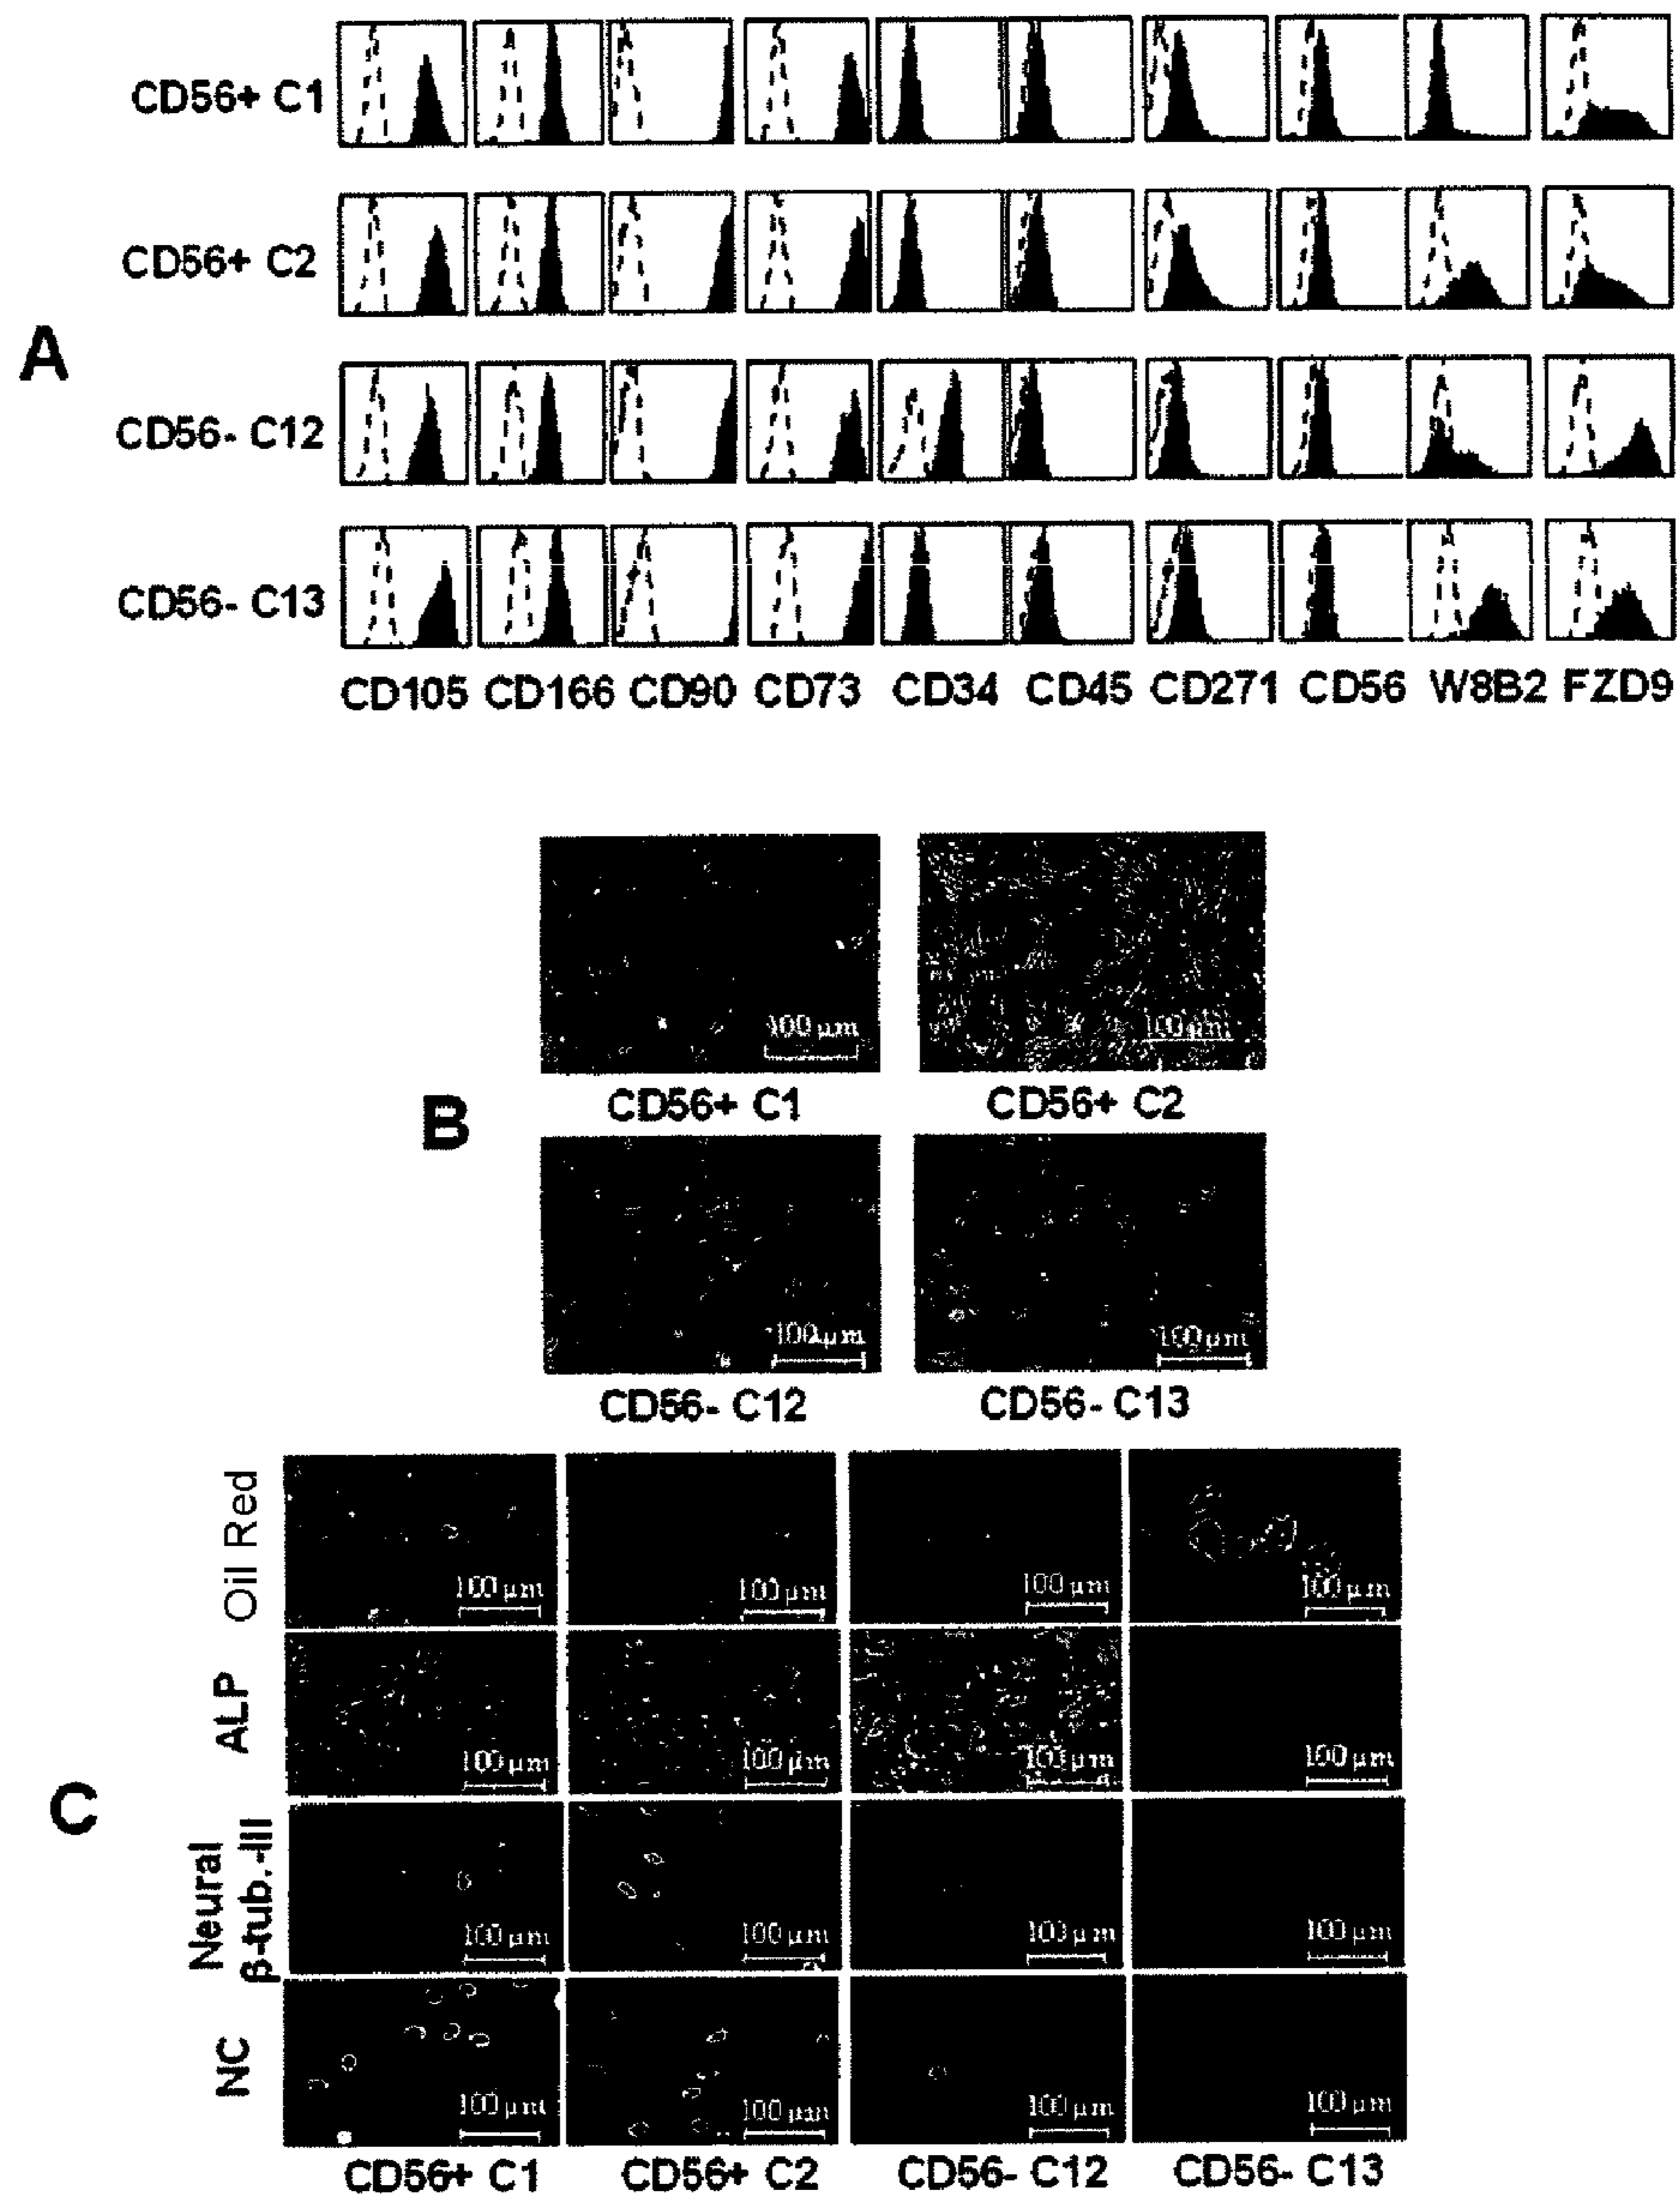 A
CD56+ C1
CD56+ C2
CD56- C12
CD56- C13
CD105 CD166 CD90 CD73 CD34 CD45 CD271 CD56 W8B2 FZD9
B
100 µm
100 µm
CD56+ C1 CD56+ C2
100µm
100µm
CD56- C12 CD56- C13
C
Oil Red
100 µm 100 µm 100 µm 100 µm
ALP
100 µm 100 µm 100 µm 100 µm
Neural
β-tub.-III
100 µm 100 µm 100 µm 100 µm
NC
100 µm 100 µm 100 µm 100 µm
CD56+ C1 CD56+ C2 CD56- C12 CD56- C13